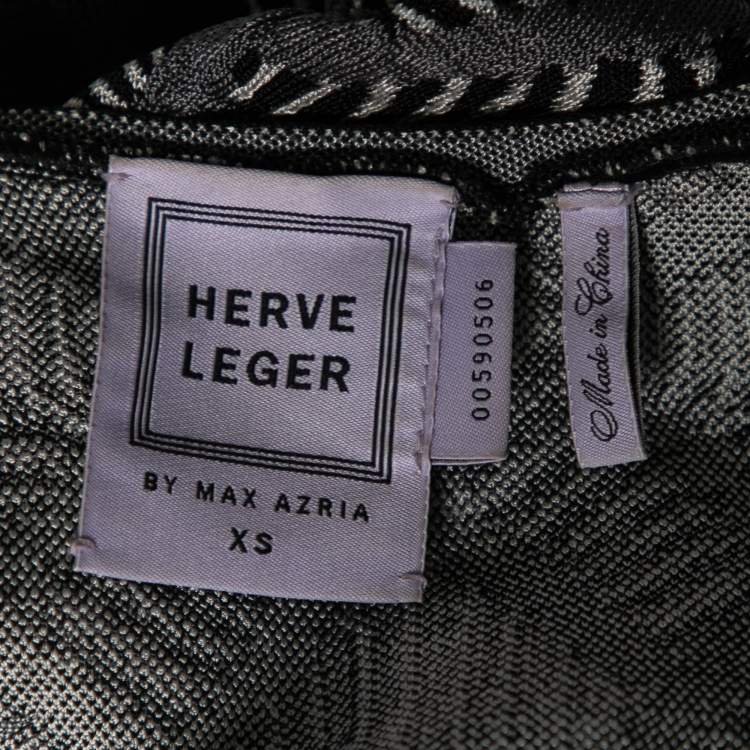 HERVE
LEGER
BY MAX AZRIA
XS
00590506
Made in China